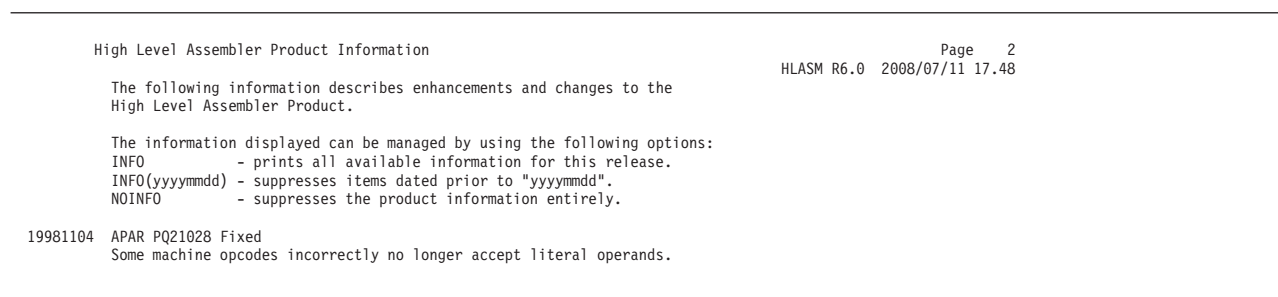 High Level Assembler Product Information Page 2
HLASM R6.0 2008/07/11 17.48
The following information describes enhancements and changes to the
High Level Assembler Product.
The information displayed can be managed by using the following options:
INFO - prints all available information for this release.
INFO(yyyymmdd) - suppresses items dated prior to "yyyymmdd".
NOINFO - suppresses the product information entirely.
19981104 APAR PQ21028 Fixed
Some machine opcodes incorrectly no longer accept literal operands.